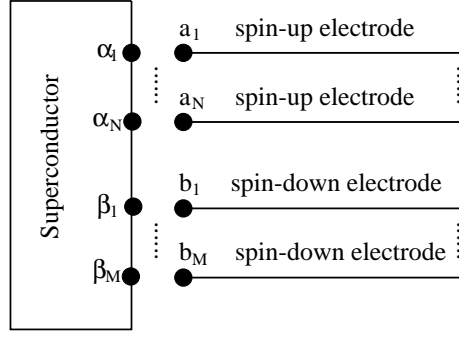 Superconductor
α1 a1 spin-up electrode
αN aN spin-up electrode
β1 b1 spin-down electrode
βM bM spin-down electrode